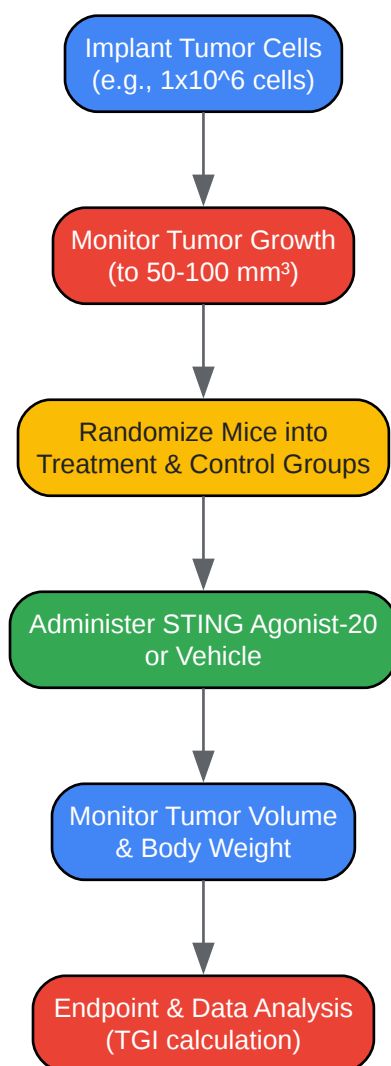 Implant Tumor Cells
(e.g., 1x10^6 cells)
Monitor Tumor Growth
(to 50-100 mm³)
Randomize Mice into
Treatment & Control Groups
Administer STING Agonist-20
or Vehicle
Monitor Tumor Volume
& Body Weight
Endpoint & Data Analysis
(TGI calculation)